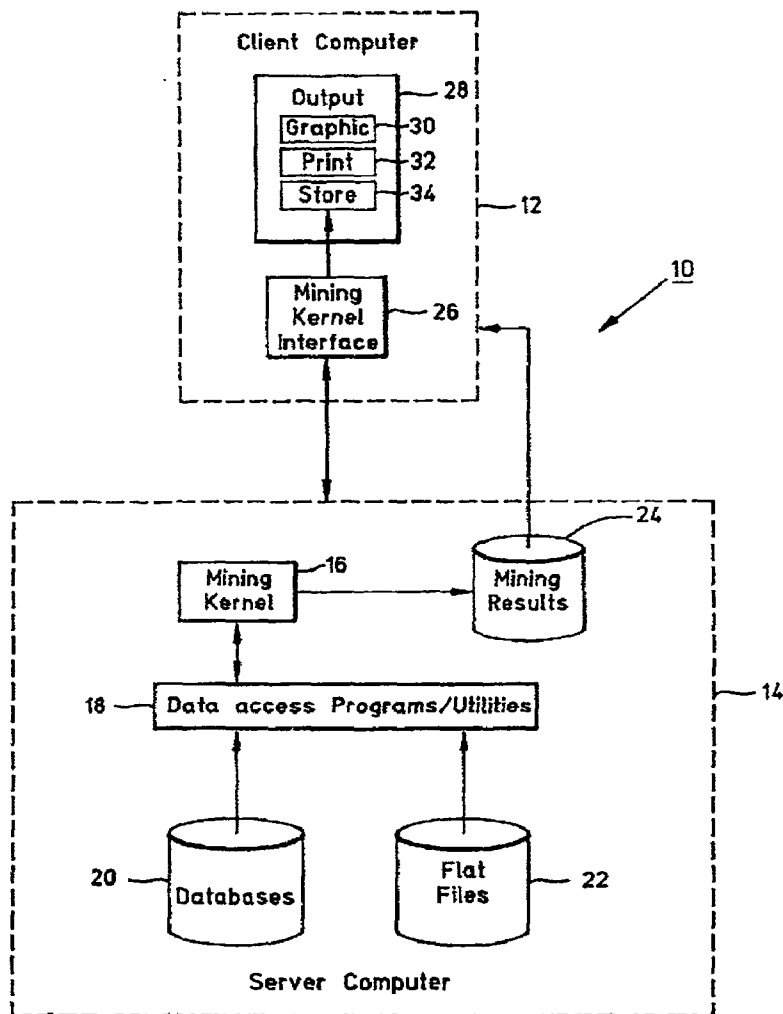 Client Computer
Output
28
Graphic
30
Print
32
Store
34
12
10
Mining
Kernel
Interface
26
24
Mining
Kernel
16
Mining
Results
14
18
Data access Programs/Utilities
20
Databases
Flat
Files
22
Server Computer